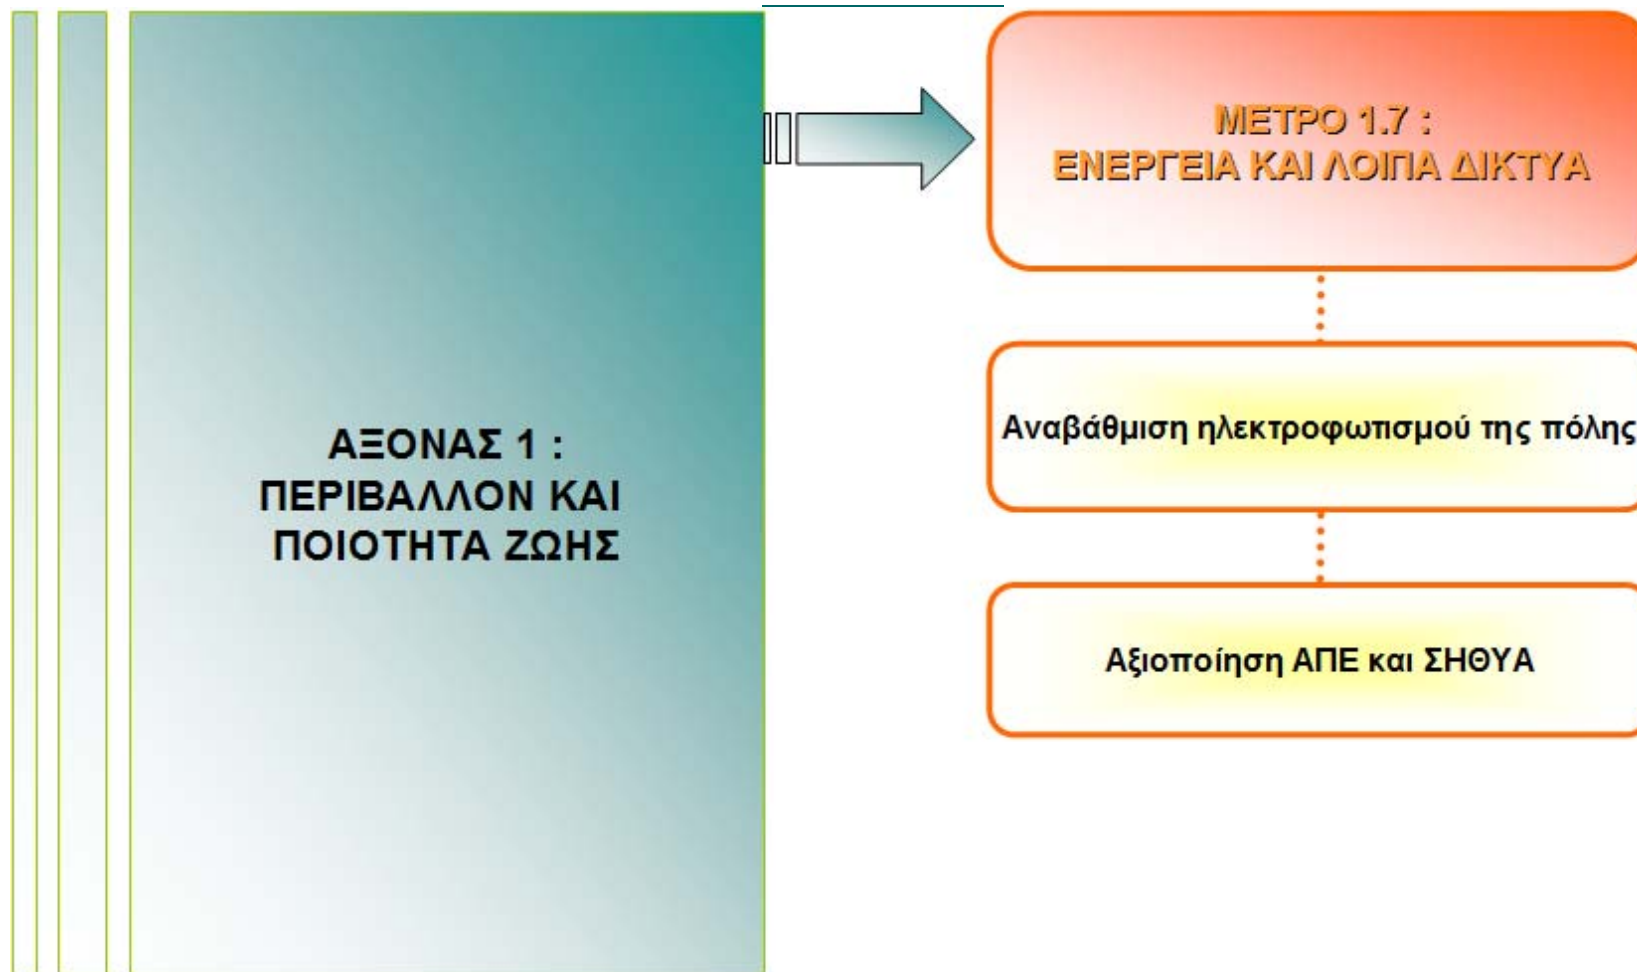 ΑΞΟΝΑΣ 1 :
ΠΕΡΙΒΑΛΛΟΝ ΚΑΙ
ΠΟΙΟΤΗΤΑ ΖΩΗΣ
ΜΕΤΡΟ 1.7 :
ΕΝΕΡΓΕΙΑ ΚΑΙ ΛΟΙΠΑ ΔΙΚΤΥΑ
Αναβάθμιση ηλεκτροφωτισμού της πόλης
Αξιοποίηση ΑΠΕ και ΣΗΘΥΑ